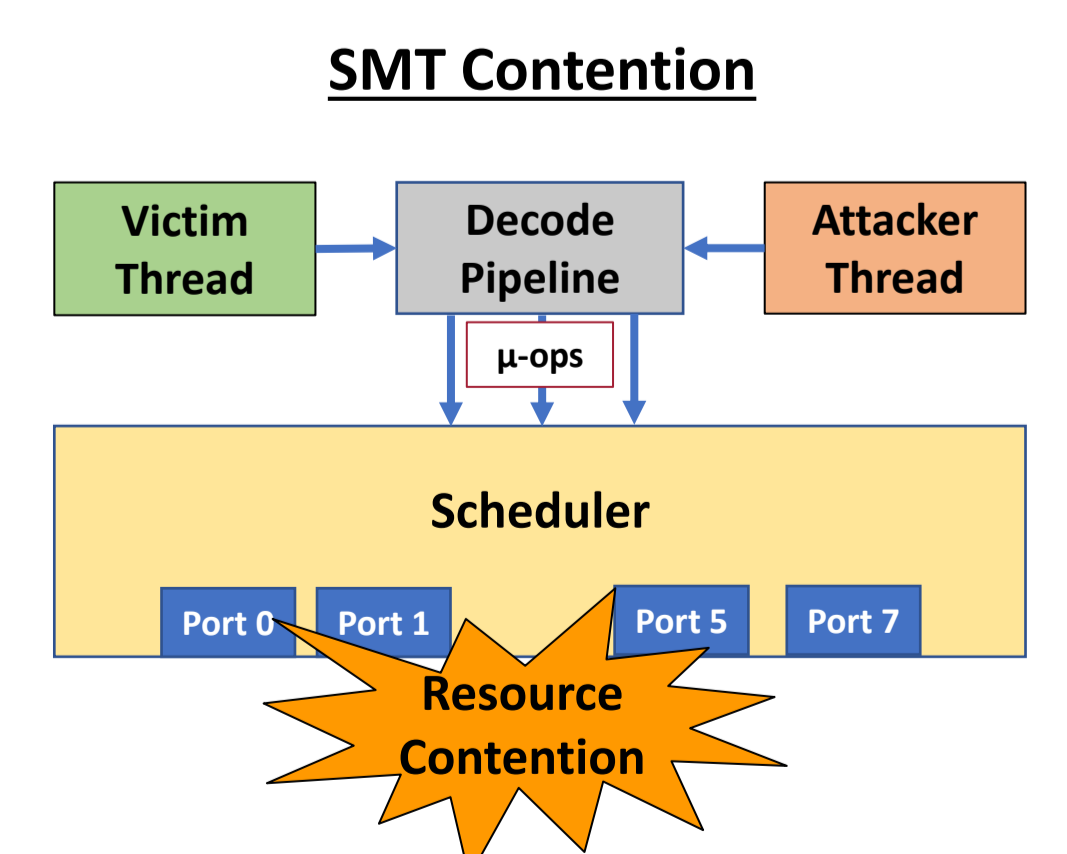 SMT Contention
Victim
Thread
Decode
Pipeline
Attacker
Thread
μ-ops
Scheduler
Port 0
Port 1
Port 5
Port 7
Resource
Contention